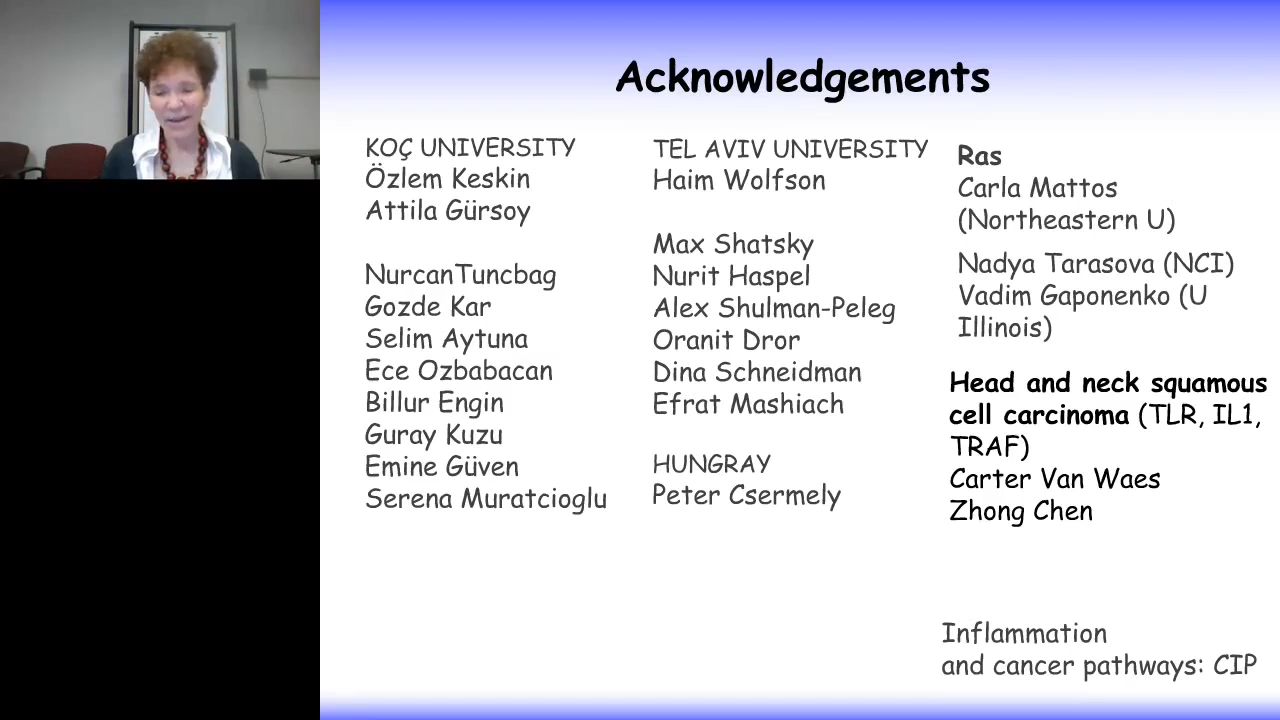 Acknowledgements
KOÇ UNIVERSITY
Özlem Keskin
Attila Gürsoy
NurcanTuncbag
Gozde Kar
Selim Aytuna
Ece Ozbabacan
Billur Engin
Guray Kuzu
Emine Güven
Serena Muratcioglu
TEL AVIV UNIVERSITY
Haim Wolfson
Max Shatsky
Nurit Haspel
Alex Shulman-Peleg
Oranit Dror
Dina Schneidman
Efrat Mashiach
HUNGRAY
Peter Csermely
Ras
Carla Mattos
(Northeastern U)
Nadya Tarasova (NCI)
Vadim Gaponenko (U
Illinois)
Head and neck squamous
cell carcinoma (TLR, IL1,
TRAF)
Carter Van Waes
Zhong Chen
Inflammation
and cancer pathways: CIP